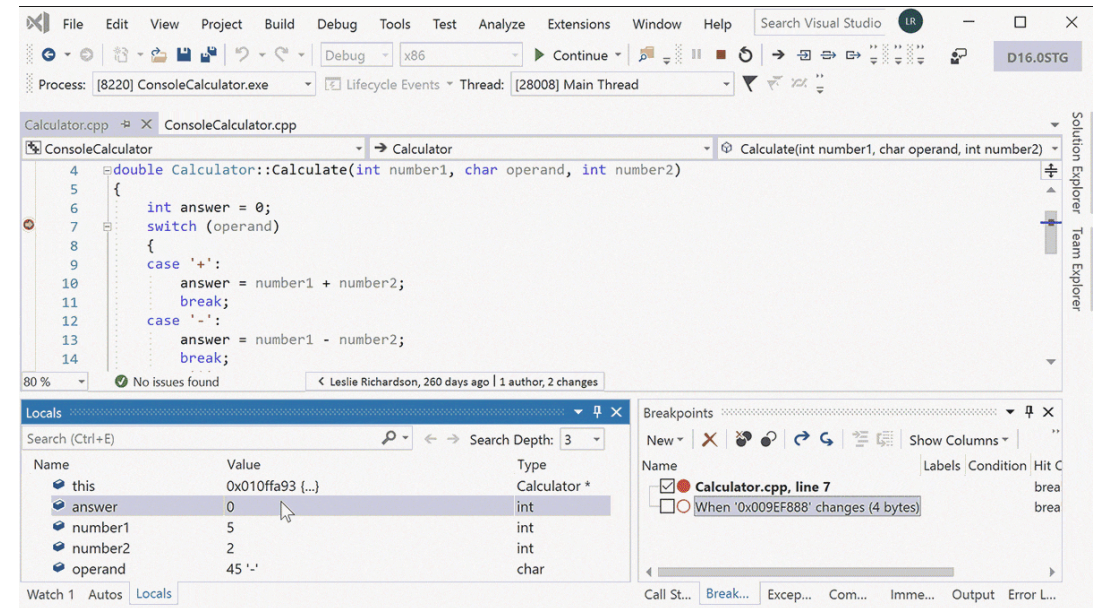 File Edit View Project Build Debug Tools Test Analyze Extensions Window Help Search Visual Studio LR
Debug x86 Continue D16.0STG
Process: [8220] ConsoleCalculator.exe Lifecycle Events Thread: [28008] Main Thread
Calculator.cpp ConsoleCalculator.cpp
ConsoleCalculator Calculator Calculate(int number1, char operand, int number2)
4 double Calculator::Calculate(int number1, char operand, int number2)
5 {
6 int answer = 0;
7 switch (operand)
8 {
9 case '+':
10 answer = number1 + number2;
11 break;
12 case '-':
13 answer = number1 - number2;
14 break;
80 % No issues found < Leslie Richardson, 260 days ago | 1 author, 2 changes
Solution Explorer
Team Explorer
Locals
Search (Ctrl+E) Search Depth: 3
Name Value Type
this 0x010ffa93 {...} Calculator *
answer 0 int
number1 5 int
number2 2 int
operand 45 '-' char
Watch 1 Autos Locals
Breakpoints
New Show Columns
Name Labels Condition Hit C
Calculator.cpp, line 7 brea
When '0x009EF888' changes (4 bytes) brea
Call St... Break... Excep... Com... Imme... Output Error L...